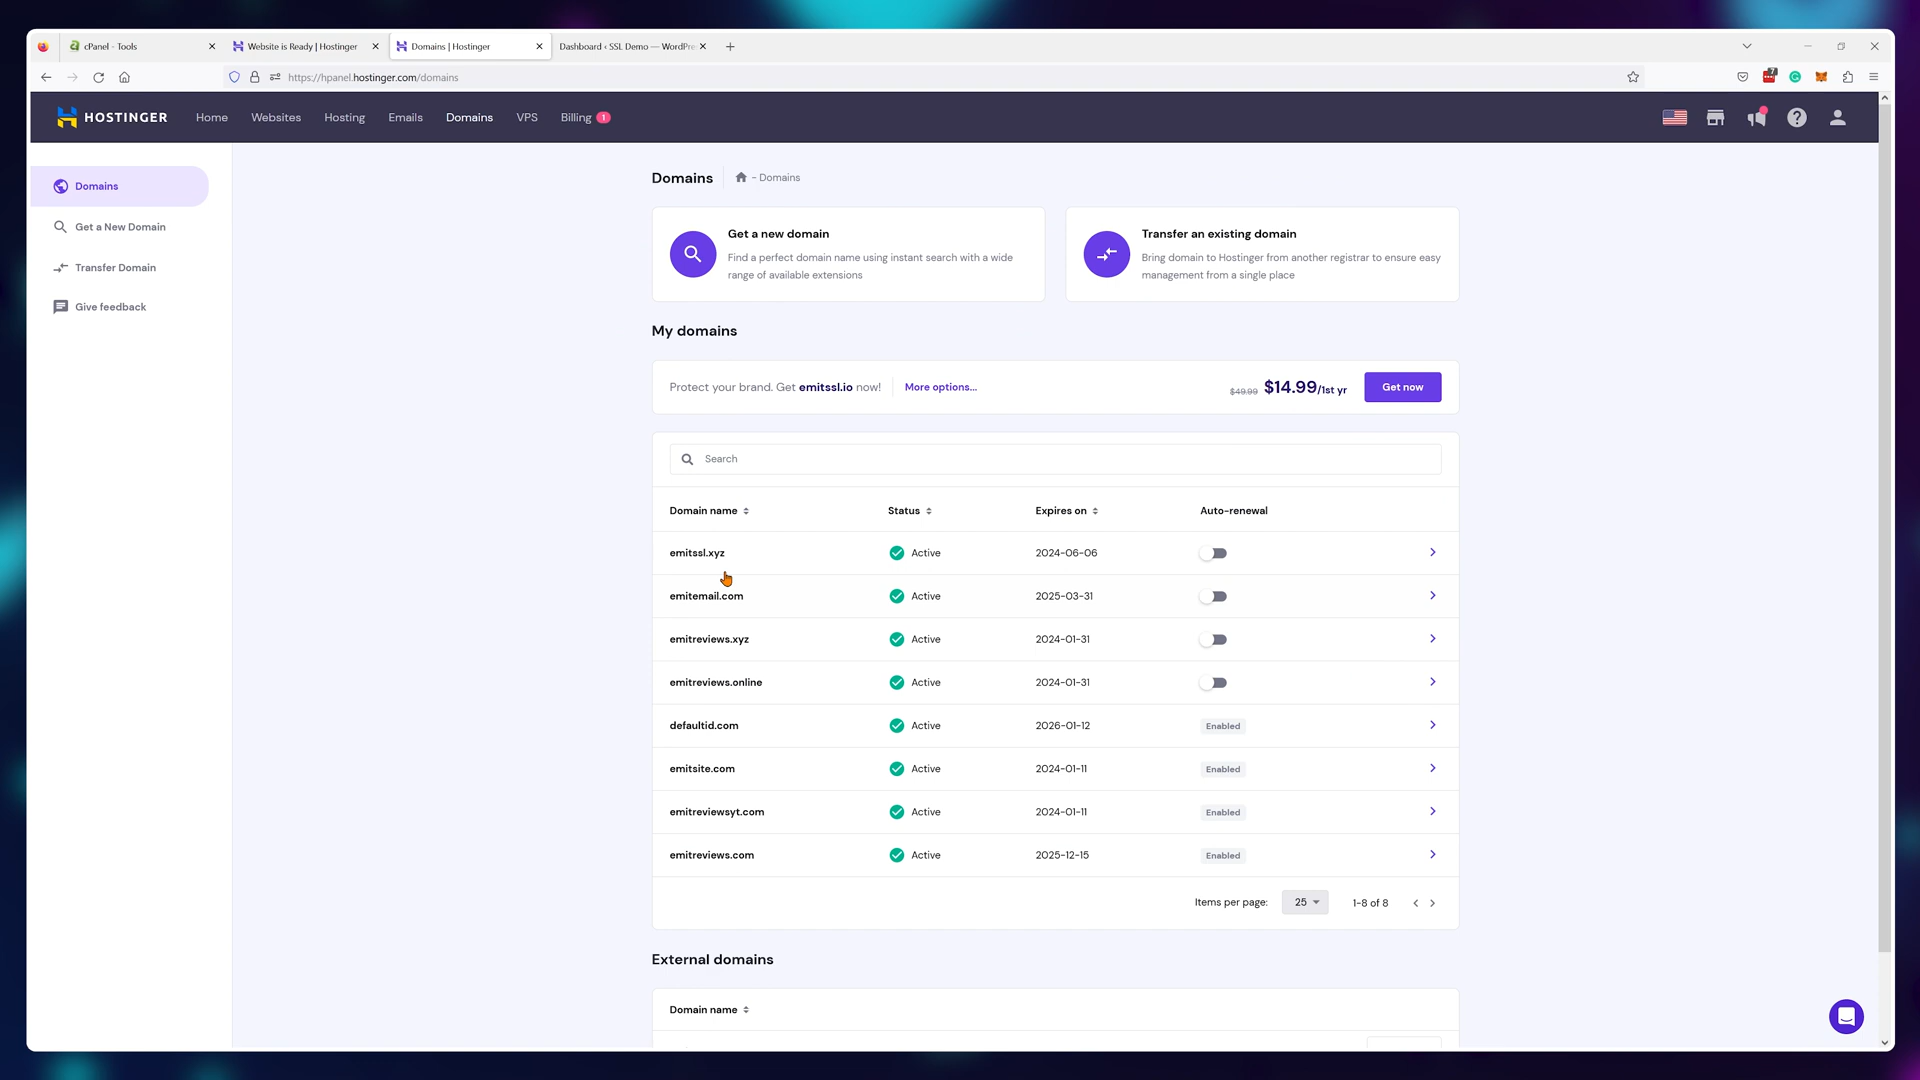 cPanel - Tools
Website is Ready | Hostinger
Domains | Hostinger
Dashboard ‹ SSL Demo — WordPre
https://hpanel.hostinger.com/domains
7
HOSTINGER
Home
Websites
Hosting
Emails
Domains
VPS
Billing 1
Domains
Get a New Domain
Transfer Domain
Give feedback
Domains
- Domains
Get a new domain
Find a perfect domain name using instant search with a wide
range of available extensions
Transfer an existing domain
Bring domain to Hostinger from another registrar to ensure easy
management from a single place
My domains
Protect your brand. Get emitssl.io now!
More options...
$49.99 $14.99/1st yr
Get now
Search
Domain name Status Expires on Auto-renewal
emitssl.xyz Active 2024-06-06
emitemail.com Active 2025-03-31
emitreviews.xyz Active 2024-01-31
emitreviews.online Active 2024-01-31
defaultid.com Active 2026-01-12 Enabled
emitsite.com Active 2024-01-11 Enabled
emitreviewsyt.com Active 2024-01-11 Enabled
emitreviews.com Active 2025-12-15 Enabled
Items per page: 25 1-8 of 8
External domains
Domain name